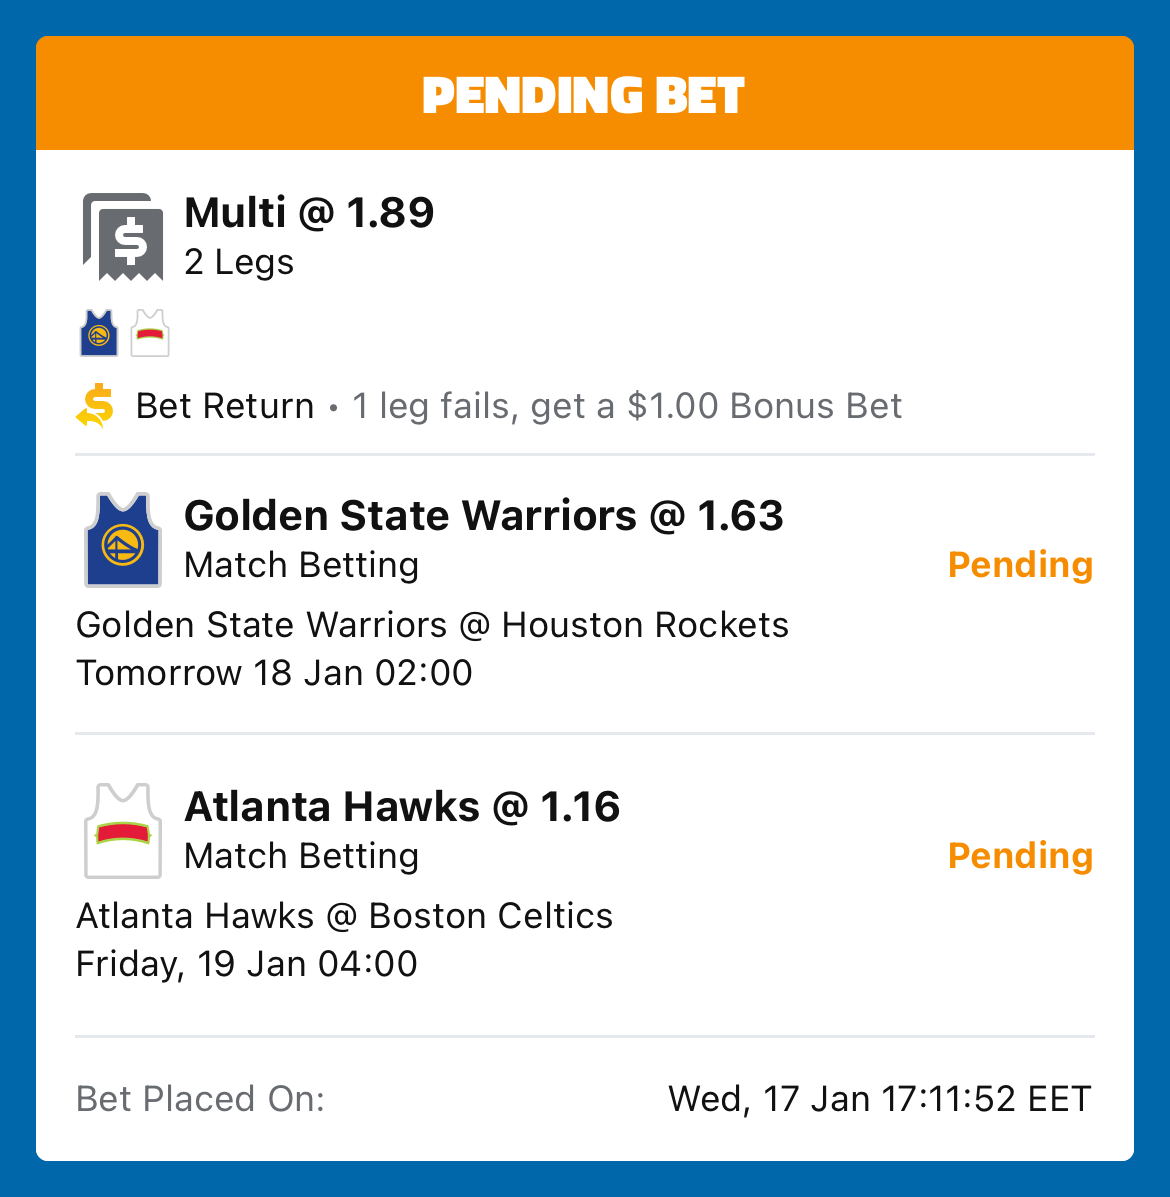 PENDING BET
Multi @ 1.89
2 Legs
Bet Return • 1 leg fails, get a $1.00 Bonus Bet
Golden State Warriors @ 1.63
Match Betting
Pending
Golden State Warriors @ Houston Rockets
Tomorrow 18 Jan 02:00
Atlanta Hawks @ 1.16
Match Betting
Pending
Atlanta Hawks @ Boston Celtics
Friday, 19 Jan 04:00
Bet Placed On: Wed, 17 Jan 17:11:52 EET